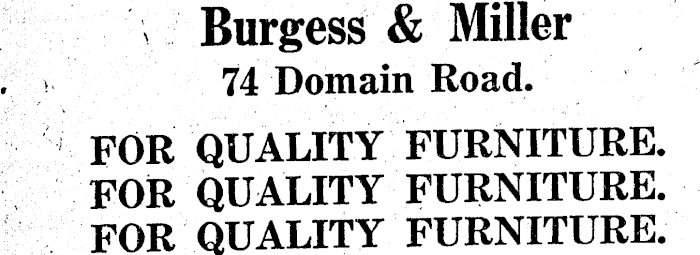 Burgess & Miller
74 Domain Road.
FOR QUALITY FURNITURE.
FOR QUALITY FURNITURE.
FOR QUALITY FURNITURE.